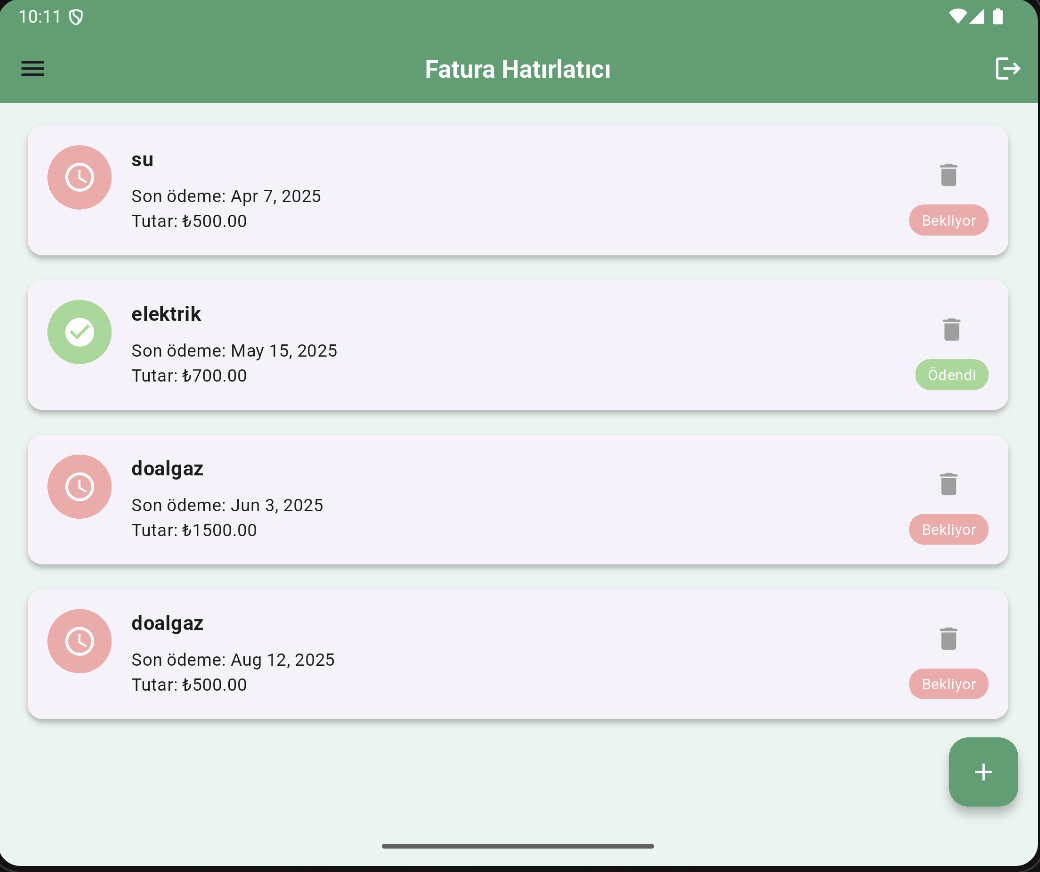 10:11
Fatura Hatırlatıcı
su
Son ödeme: Apr 7, 2025
Tutar: ₺500.00
Bekliyor
elektrik
Son ödeme: May 15, 2025
Tutar: ₺700.00
Ödendi
doalgaz
Son ödeme: Jun 3, 2025
Tutar: ₺1500.00
Bekliyor
doalgaz
Son ödeme: Aug 12, 2025
Tutar: ₺500.00
Bekliyor